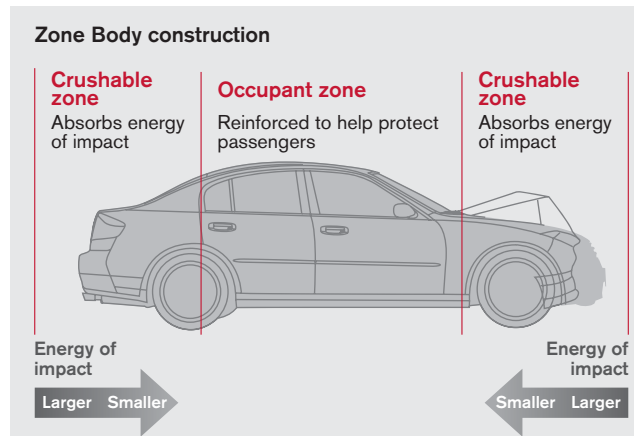 Zone Body construction
Crushable
zone
Absorbs energy
of impact
Occupant zone
Reinforced to help protect
passengers
Crushable
zone
Absorbs energy
of impact
Energy of
impact
Larger Smaller
Energy of
impact
Smaller Larger